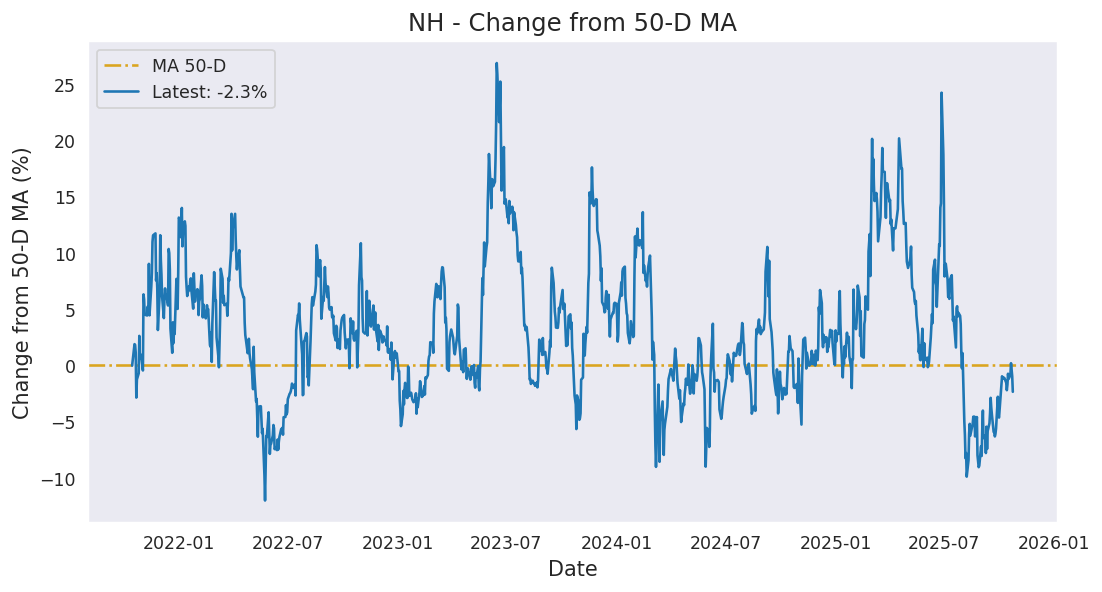 NH - Change from 50-D MA
MA 50-D
Latest: -2.3%
Change from 50-D MA (%)
25
20
15
10
5
0
−5
−10
2022-01 2022-07 2023-01 2023-07 2024-01 2024-07 2025-01 2025-07 2026-01
Date